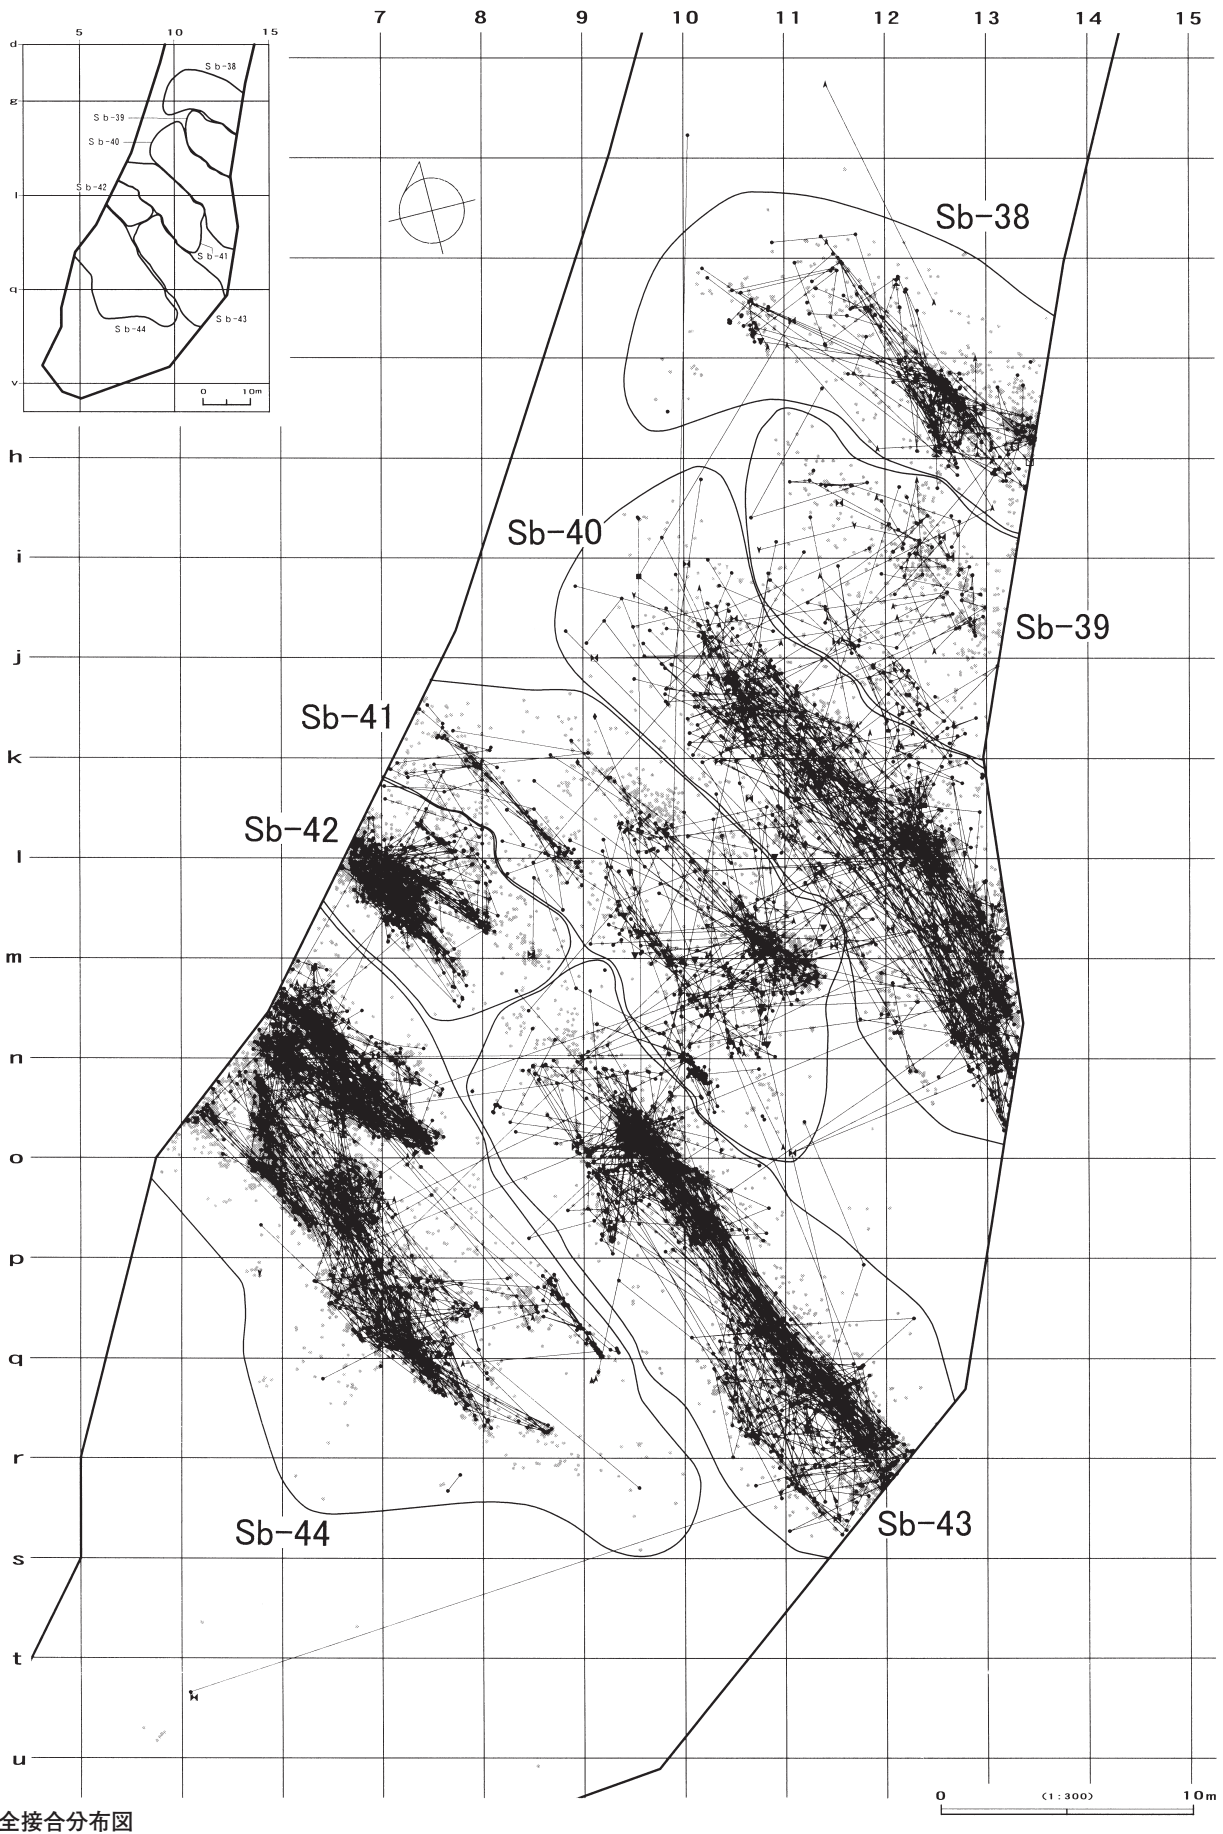 7 8 9 10 11 12 13 14 15
5 10 15
d
g
l
q
v
Sb-38
Sb-39
Sb-40
Sb-42
Sb-41
Sb-43
Sb-44
0 10m
Sb-38
h
Sb-40
i
Sb-39
j
Sb-41
k
Sb-42
l
m
n
o
p
q
r
Sb-44
Sb-43
s
t
u
0 (1:300) 10m
全接合分布図